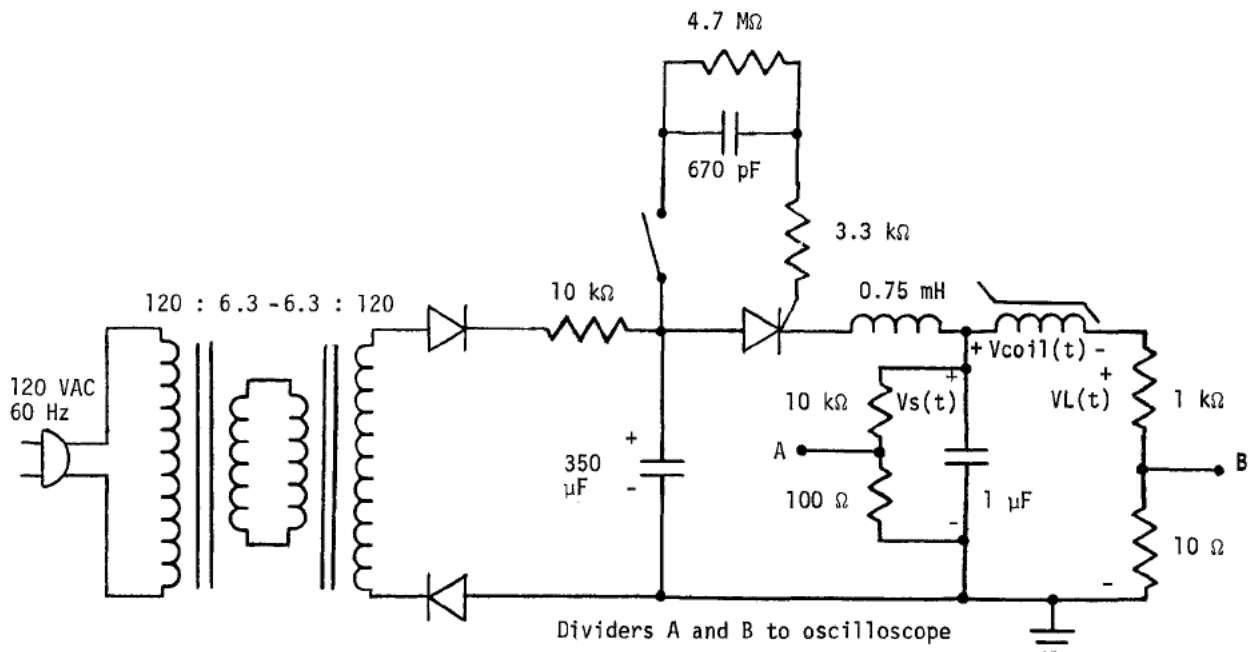 4.7 MΩ
670 pF
3.3 kΩ
120 : 6.3 - 6.3 : 120
10 kΩ
0.75 mH
120 VAC
60 Hz
+ Vcoil(t) -
+
10 kΩ
Vs(t)
+
VL(t)
1 kΩ
A
B
+
350
μF
-
100 Ω
1 μF
-
10 Ω
-
Dividers A and B to oscilloscope